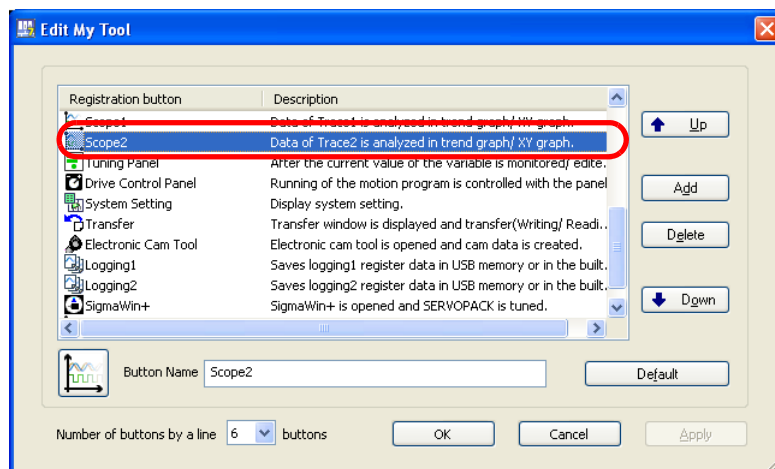 Edit My Tool
Registration button Description
Scope1 Data of Trace1 is analyzed in trend graph/ XY graph.
Scope2 Data of Trace2 is analyzed in trend graph/ XY graph.
Tuning Panel After the current value of the variable is monitored/ edite.
Drive Control Panel Running of the motion program is controlled with the panel
System Setting Display system setting.
Transfer Transfer window is displayed and transfer(Writing/ Readi..
Electronic Cam Tool Electronic cam tool is opened and cam data is created.
Logging1 Saves logging1 register data in USB memory or in the built.
Logging2 Saves logging2 register data in USB memory or in the built.
SigmaWin+ SigmaWin+ is opened and SERVOPACK is tuned.
Up
Add
Delete
Down
Button Name Scope2
Default
Number of buttons by a line 6 buttons
OK Cancel Apply